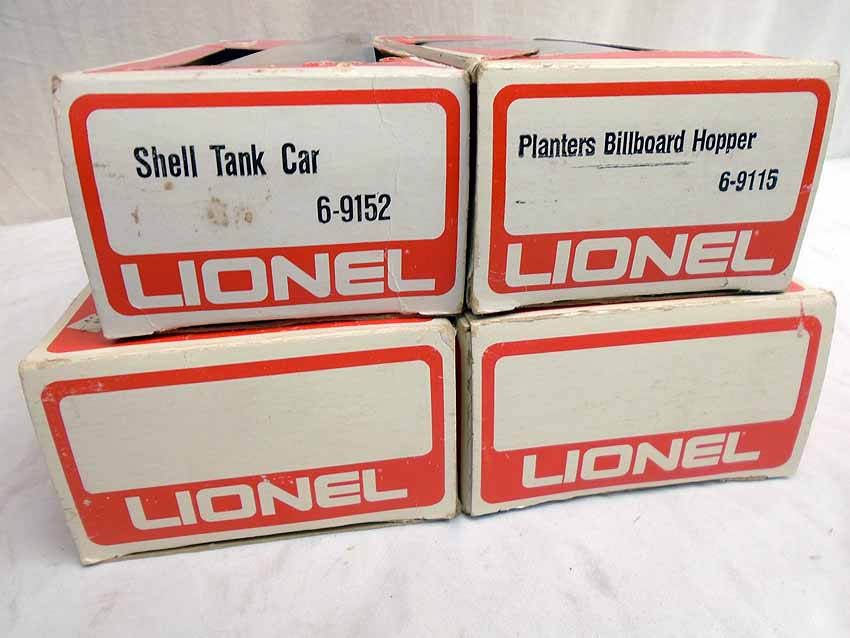 Shell Tank Car
6-9152
LIONEL
Planters Billboard Hopper
6-9115
LIONEL
LIONEL
LIONEL